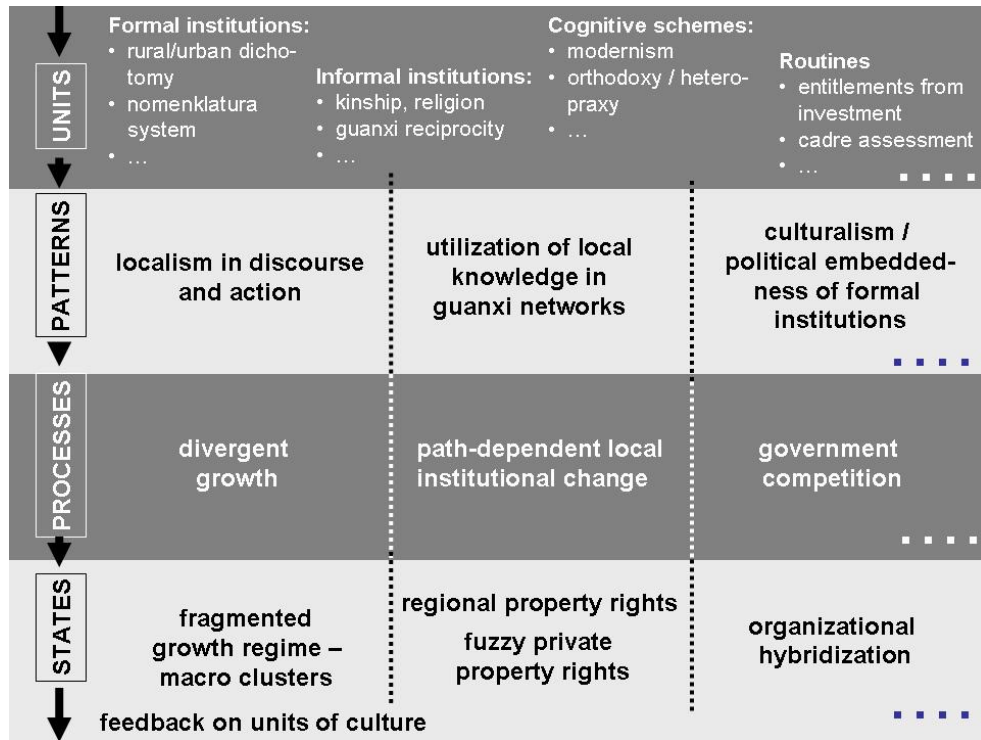 UNITS
Formal institutions:
• rural/urban dicho-
tomy
• nomenklatura
system
• …
Informal institutions:
• kinship, religion
• guanxi reciprocity
• …
Cognitive schemes:
• modernism
• orthodoxy / hetero-
praxy
• …
Routines
• entitlements from
investment
• cadre assessment
• …
PATTERNS
localism in discourse
and action
utilization of local
knowledge in
guanxi networks
culturalism /
political embedded-
ness of formal
institutions
PROCESSES
divergent
growth
path-dependent local
institutional change
government
competition
STATES
fragmented
growth regime –
macro clusters
regional property rights
fuzzy private
property rights
organizational
hybridization
feedback on units of culture